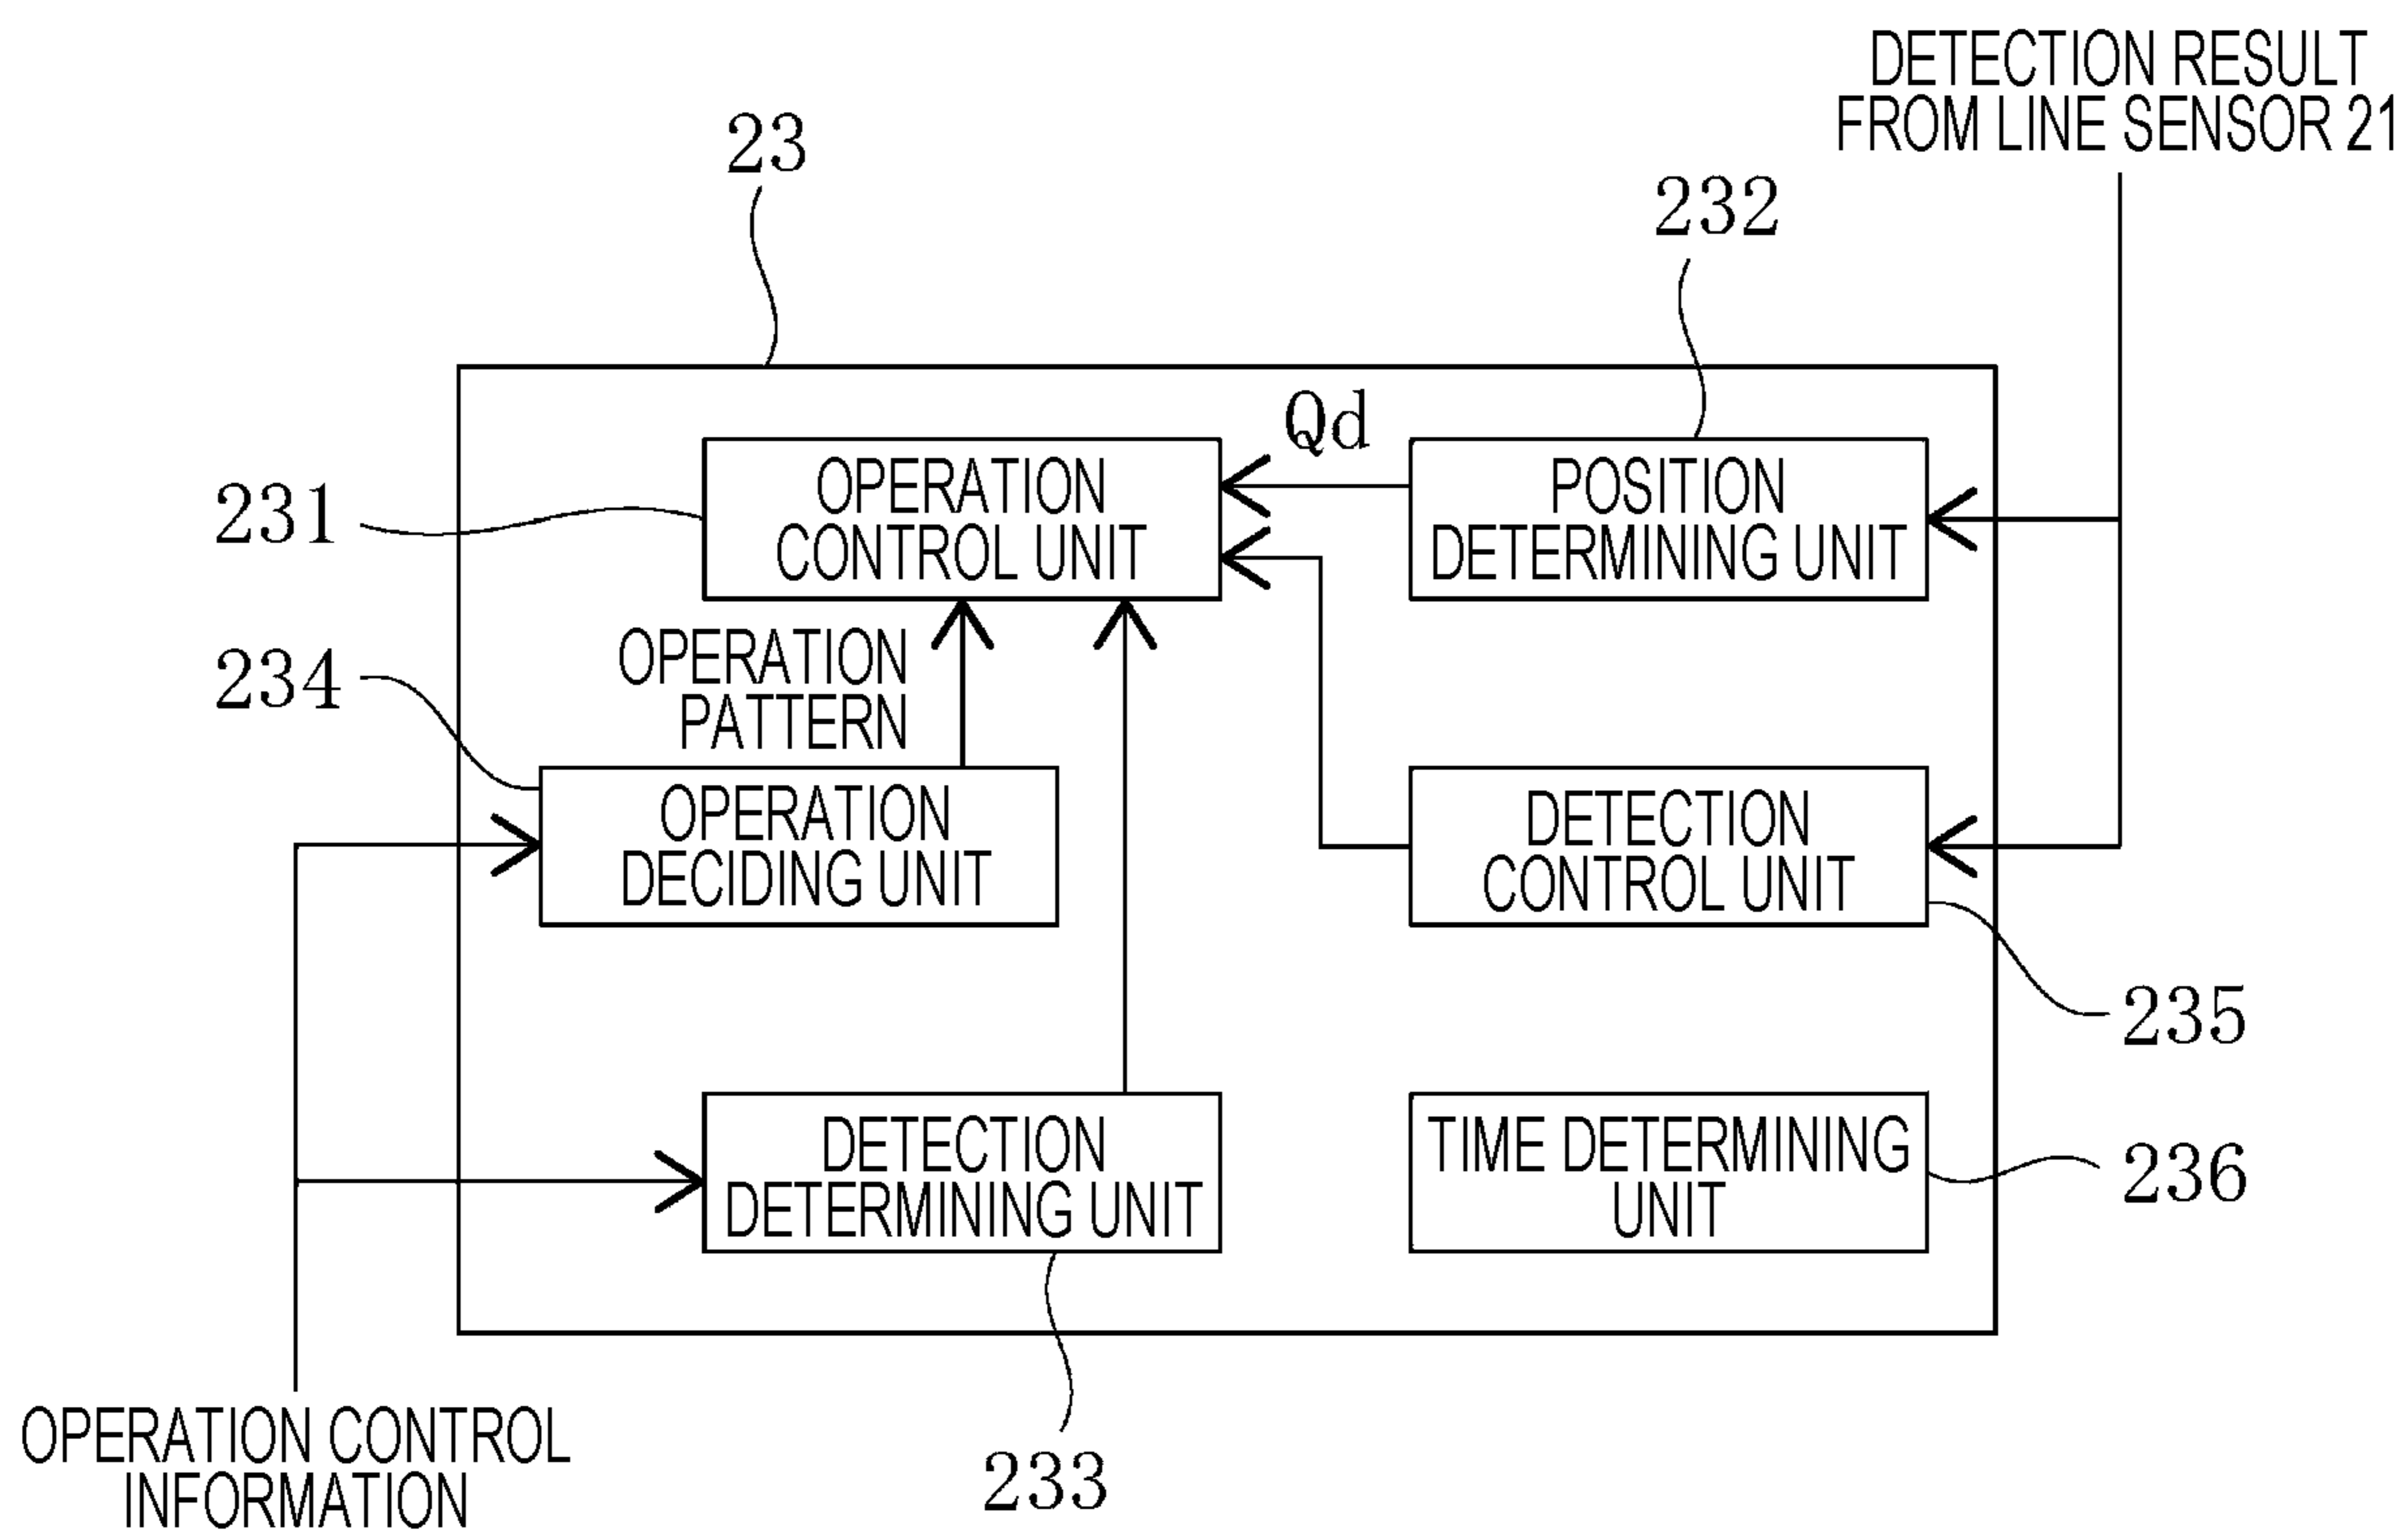 DETECTION RESULT
FROM LINE SENSOR 21
23
232
Qd
231
OPERATION
CONTROL UNIT
POSITION
DETERMINING UNIT
OPERATION
PATTERN
234
OPERATION
DECIDING UNIT
DETECTION
CONTROL UNIT
235
DETECTION
DETERMINING UNIT
TIME DETERMINING
UNIT
236
OPERATION CONTROL
INFORMATION
233